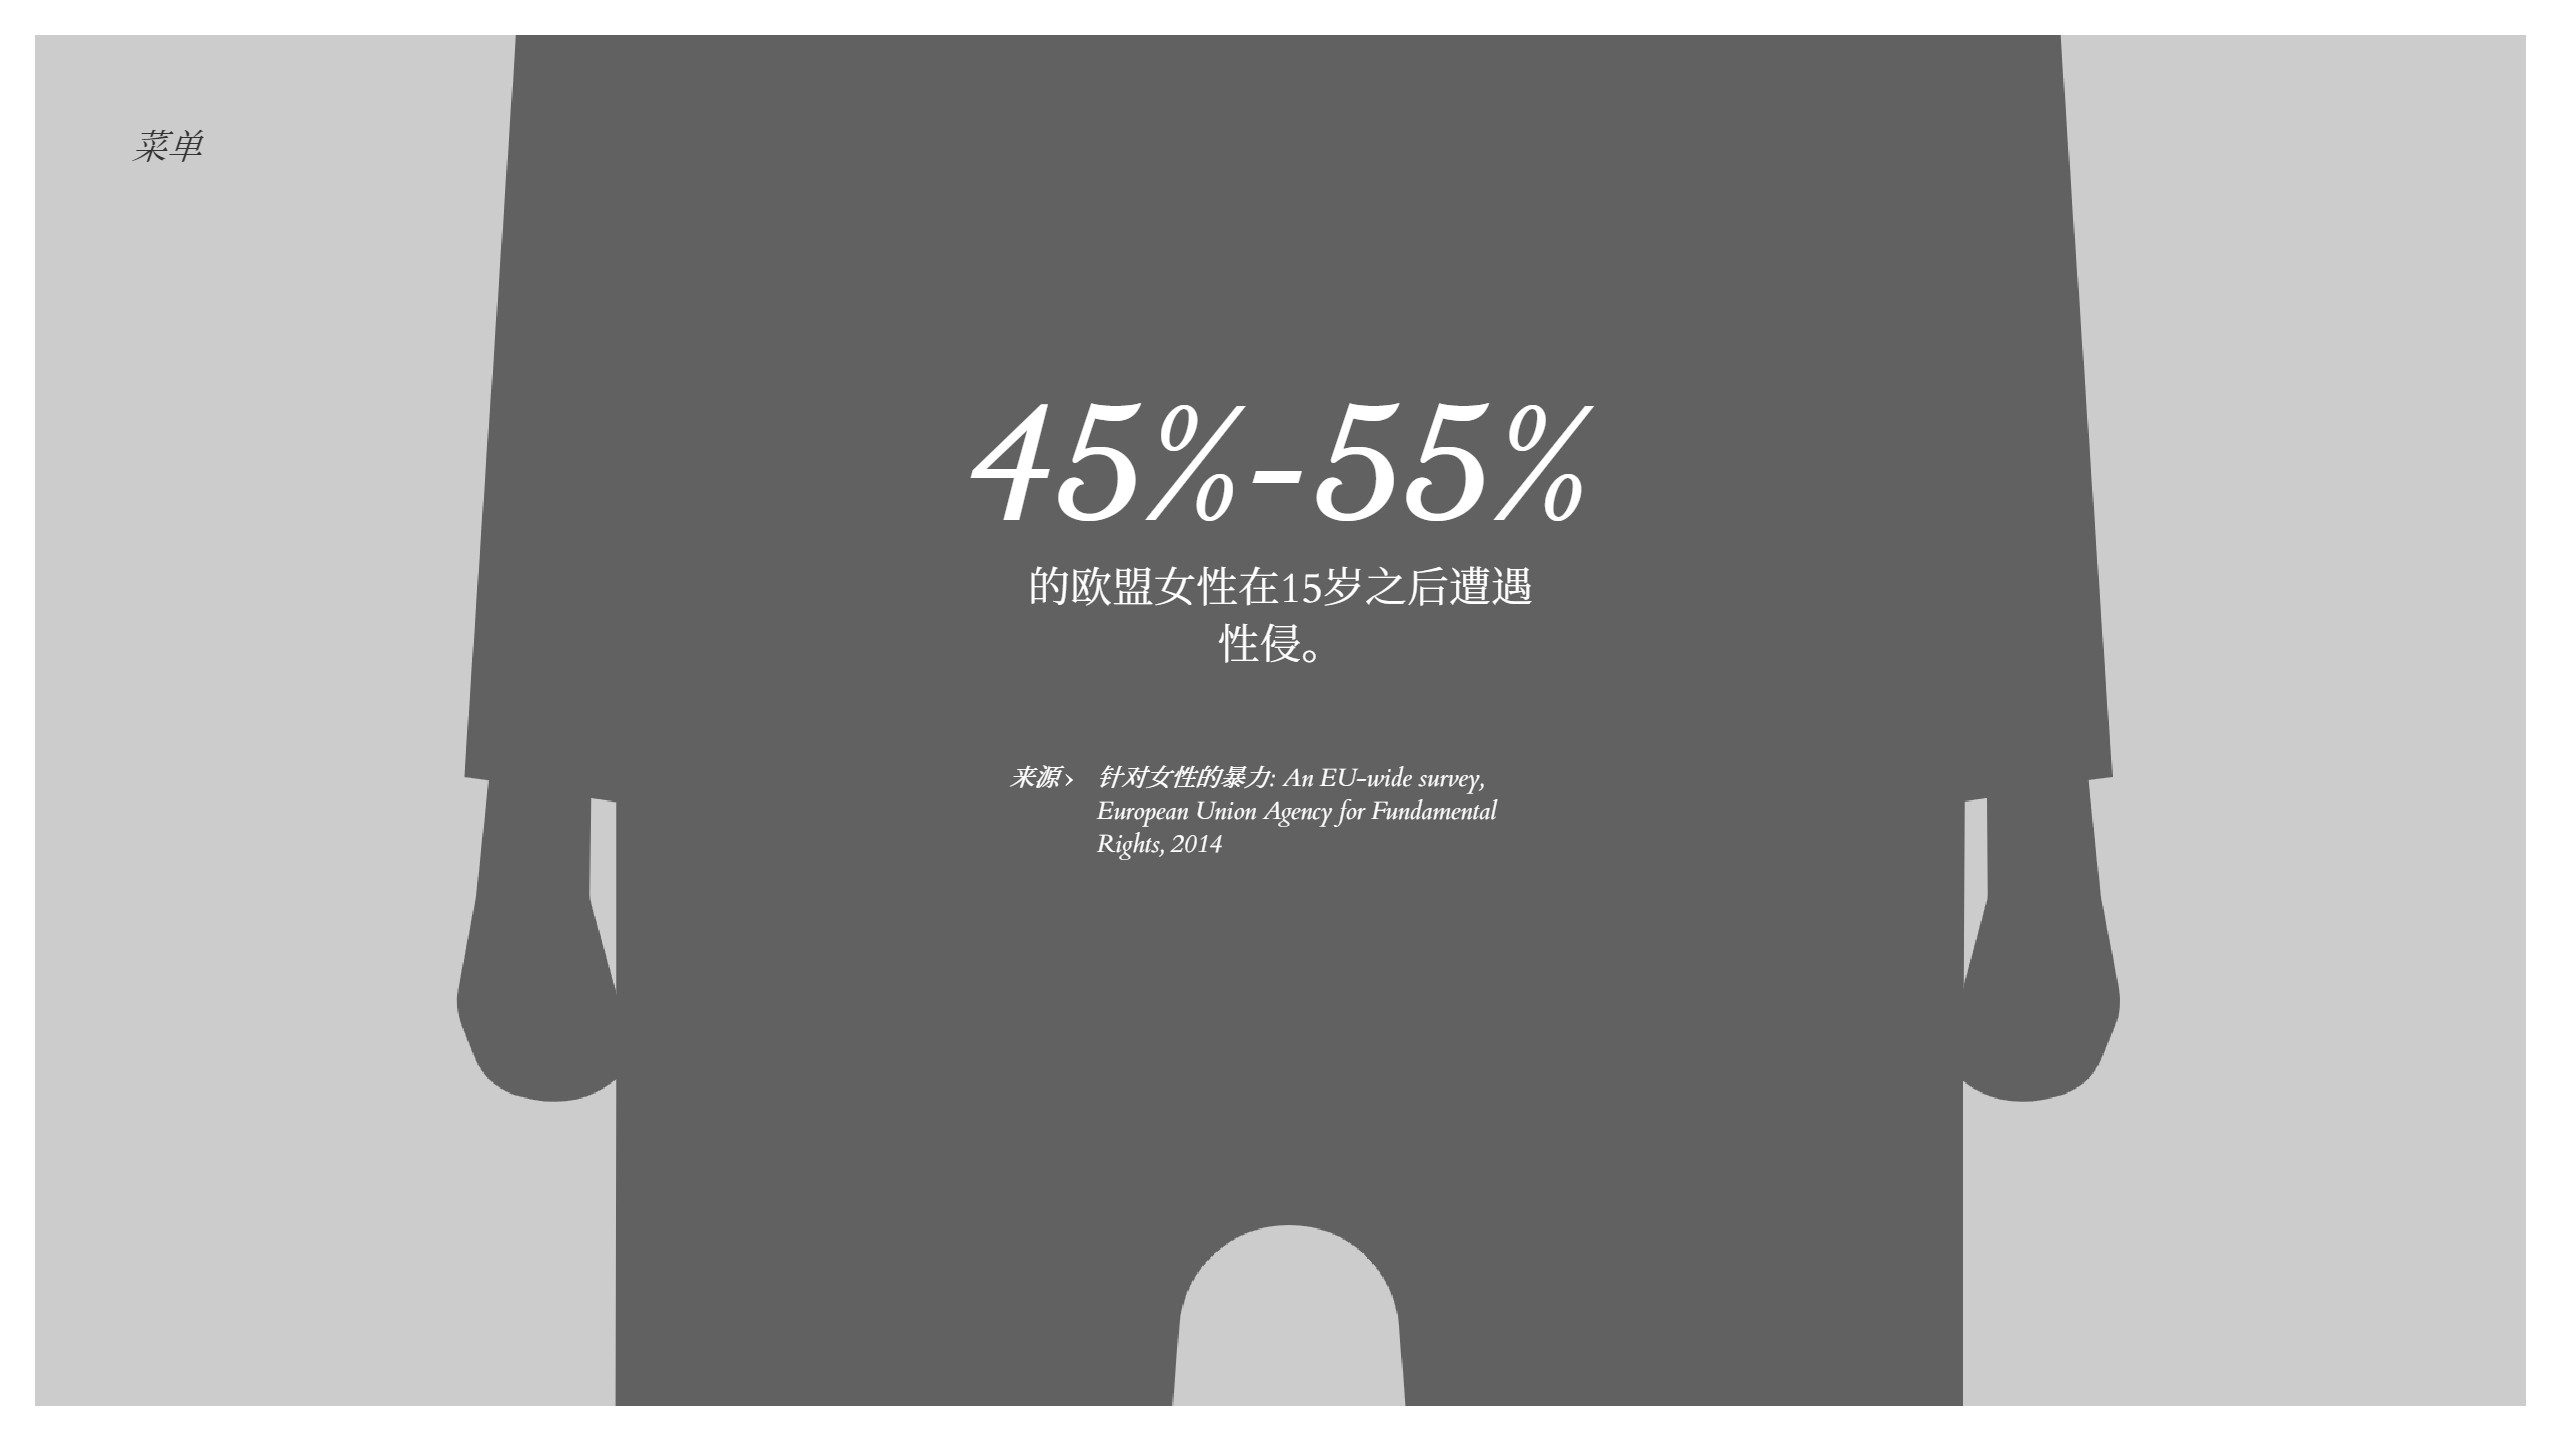 菜单
45%-55%
的欧盟女性在15岁之后遭遇
性侵。
来源 › 针对女性的暴力: An EU-wide survey,
European Union Agency for Fundamental
Rights, 2014